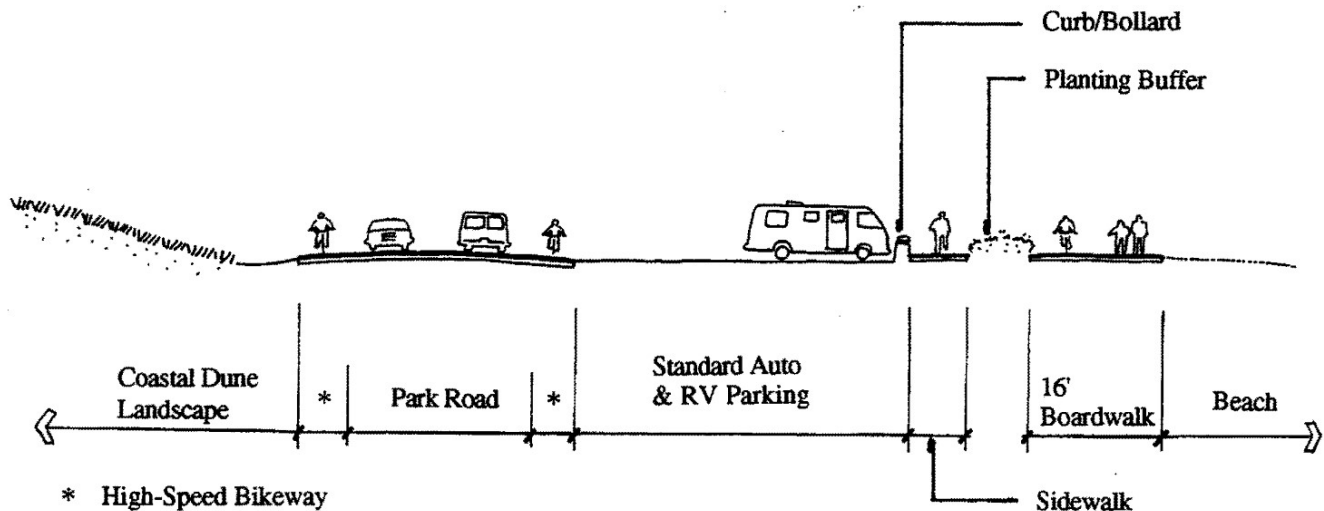 Curb/Bollard
Planting Buffer
Coastal Dune
Landscape
*
Park Road
*
Standard Auto
& RV Parking
16'
Boardwalk
Beach
* High-Speed Bikeway
Sidewalk